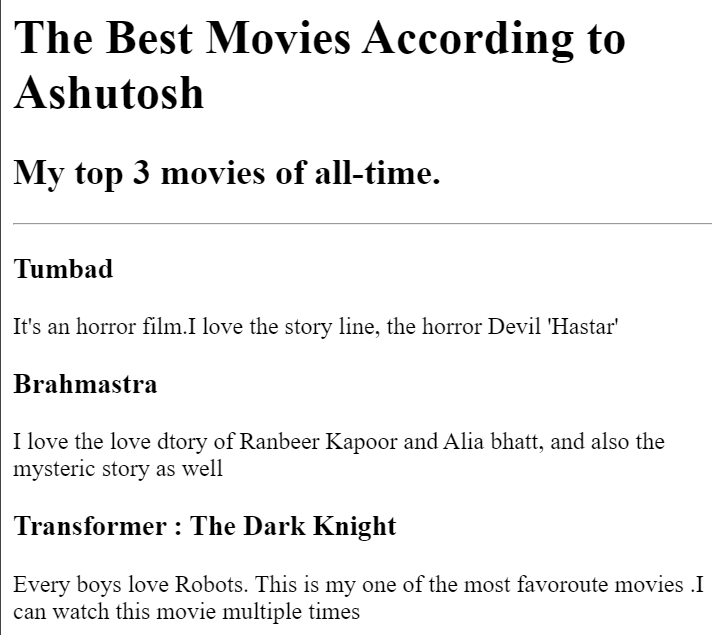 The Best Movies According to
Ashutosh
My top 3 movies of all-time.
Tumbad
It's an horror film.I love the story line, the horror Devil 'Hastar'
Brahmastra
I love the love dtory of Ranbeer Kapoor and Alia bhatt, and also the
mysteric story as well
Transformer : The Dark Knight
Every boys love Robots. This is my one of the most favoroute movies .I
can watch this movie multiple times